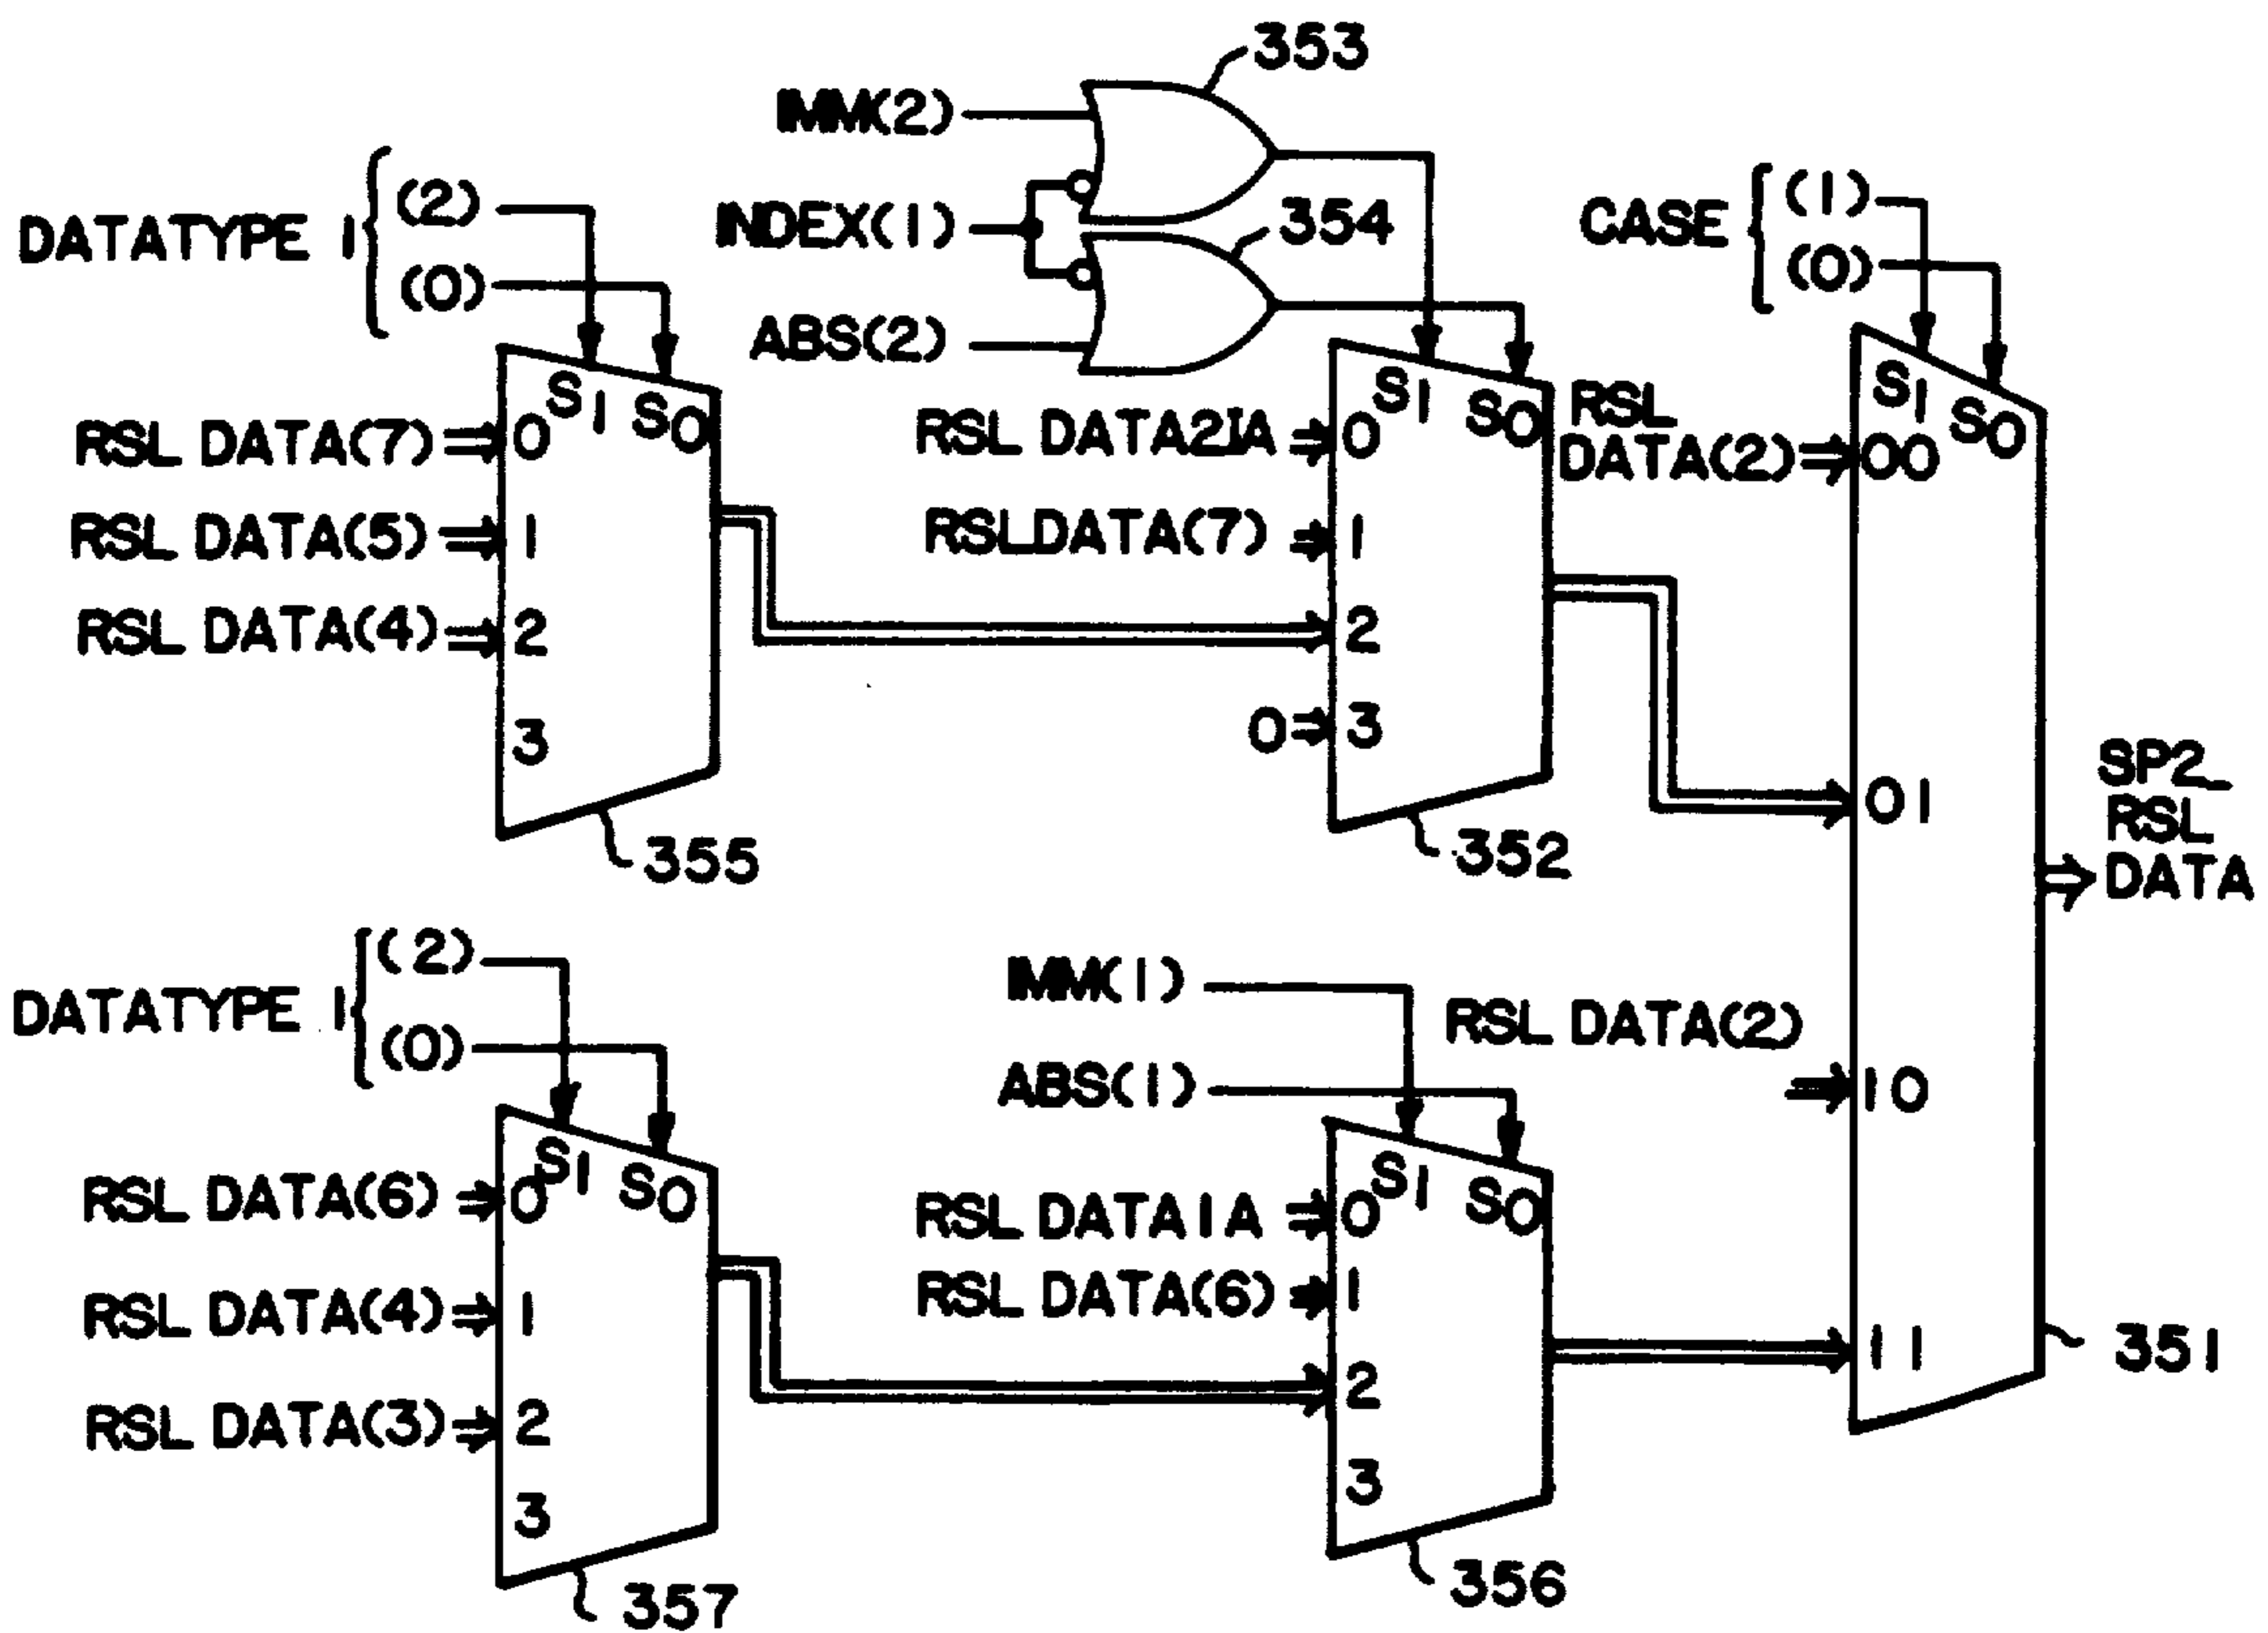 353
IMM(2)
DATATYPE 1 (2)
(0)
INDEX(1)
354
ABS(2)
CASE (1)
(0)
S1 S0
RSL DATA(7) 0
RSL DATA(5) 1
RSL DATA(4) 2
3
355
S1 S0
RSL DATA2IA 0
RSLDATA(7) 1
2
0 3
352
S1 S0
RSL
DATA(2) 00
01
10
11
RSL DATA(2)
351
SP2_
RSL
DATA
DATATYPE 1 (2)
(0)
S1 S0
RSL DATA(6) 0
RSL DATA(4) 1
RSL DATA(3) 2
3
357
IMM(1)
ABS(1)
S1 S0
RSL DATA1A 0
RSL DATA(6) 1
2
3
356